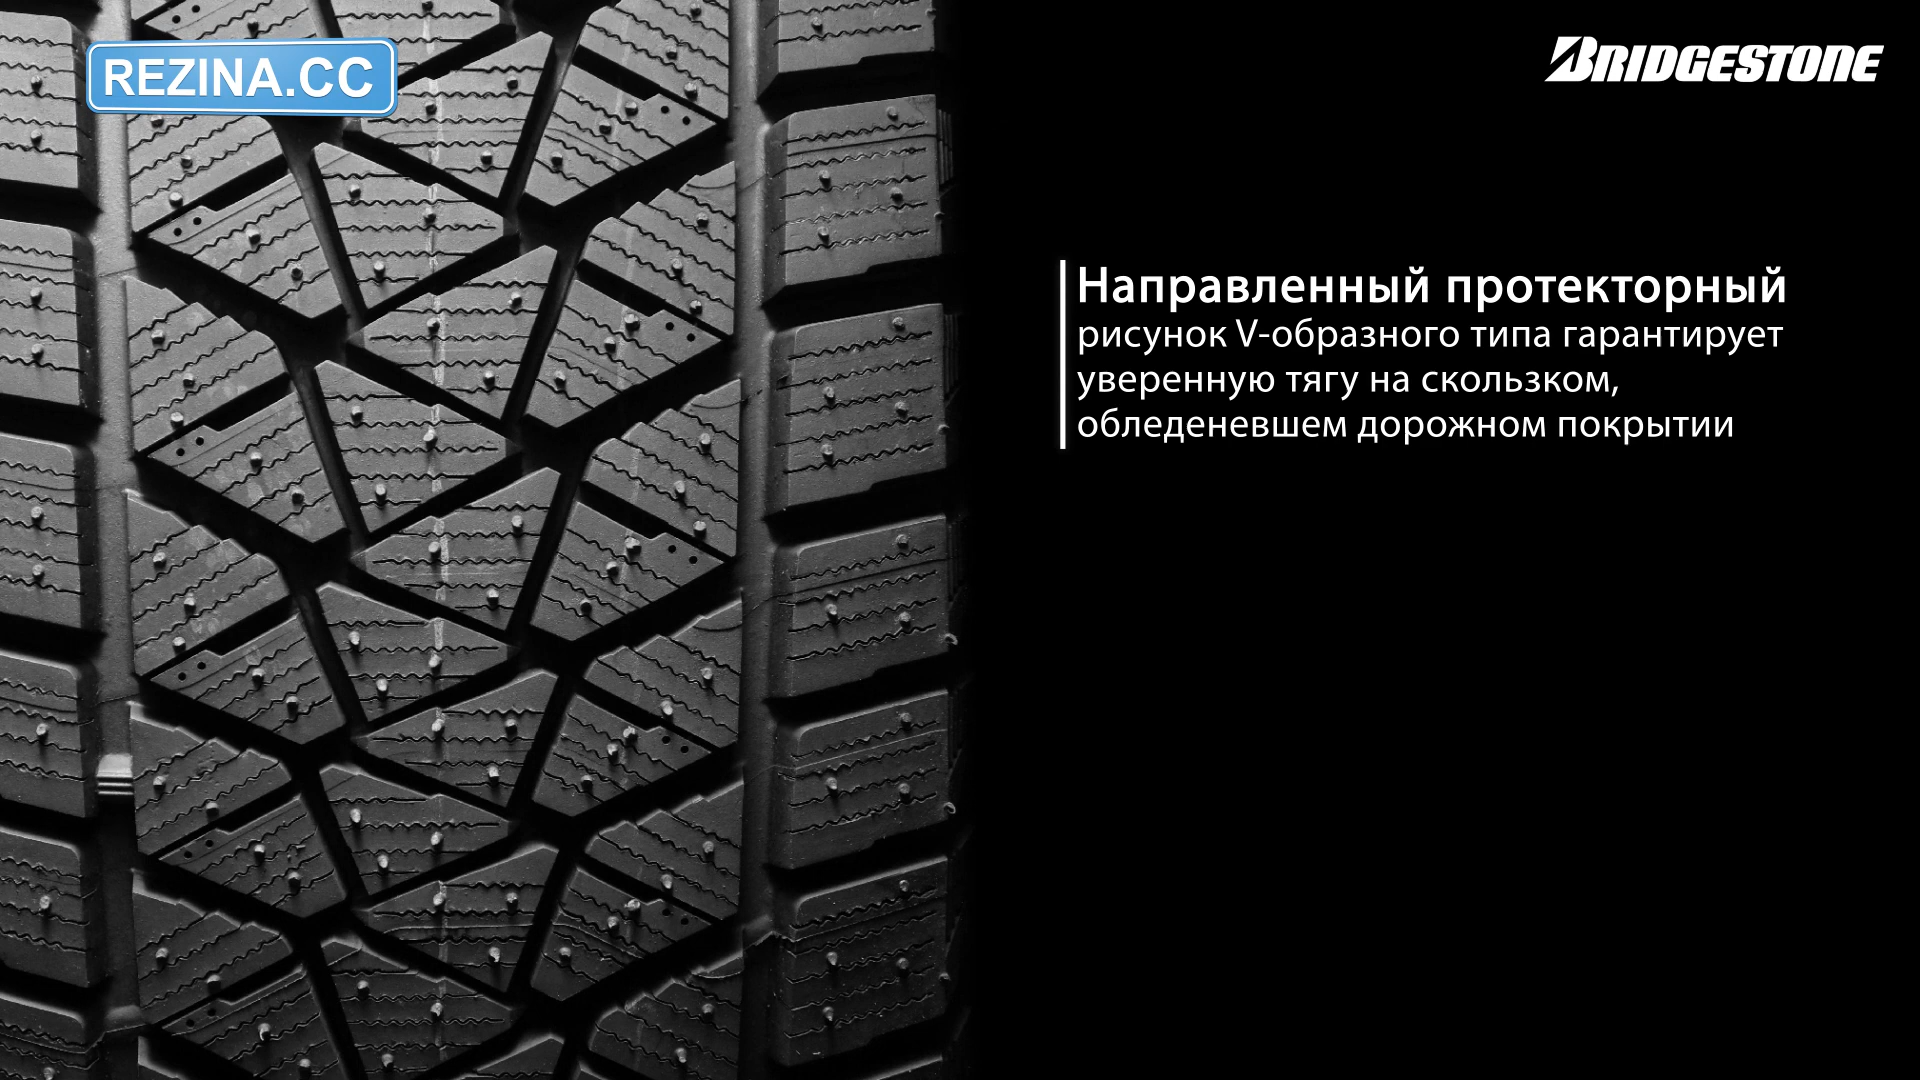 REZINA.CC
BRIDGESTONE
Направленный протекторный
рисунок V-образного типа гарантирует
уверенную тягу на скользком,
обледеневшем дорожном покрытии